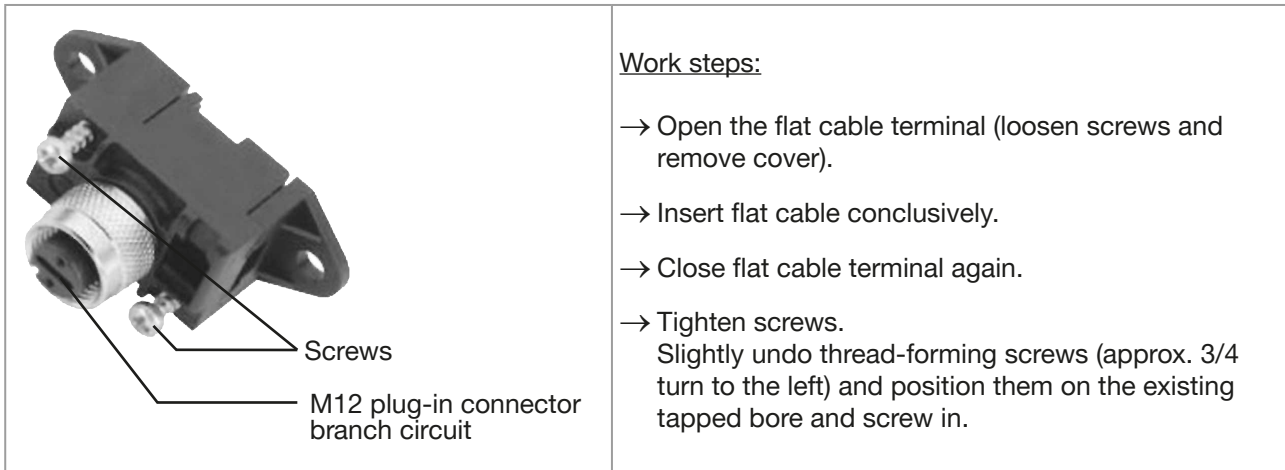 Screws
M12 plug-in connector
branch circuit
Work steps:
→ Open the flat cable terminal (loosen screws and
remove cover).
→ Insert flat cable conclusively.
→ Close flat cable terminal again.
→ Tighten screws.
Slightly undo thread-forming screws (approx. 3/4
turn to the left) and position them on the existing
tapped bore and screw in.